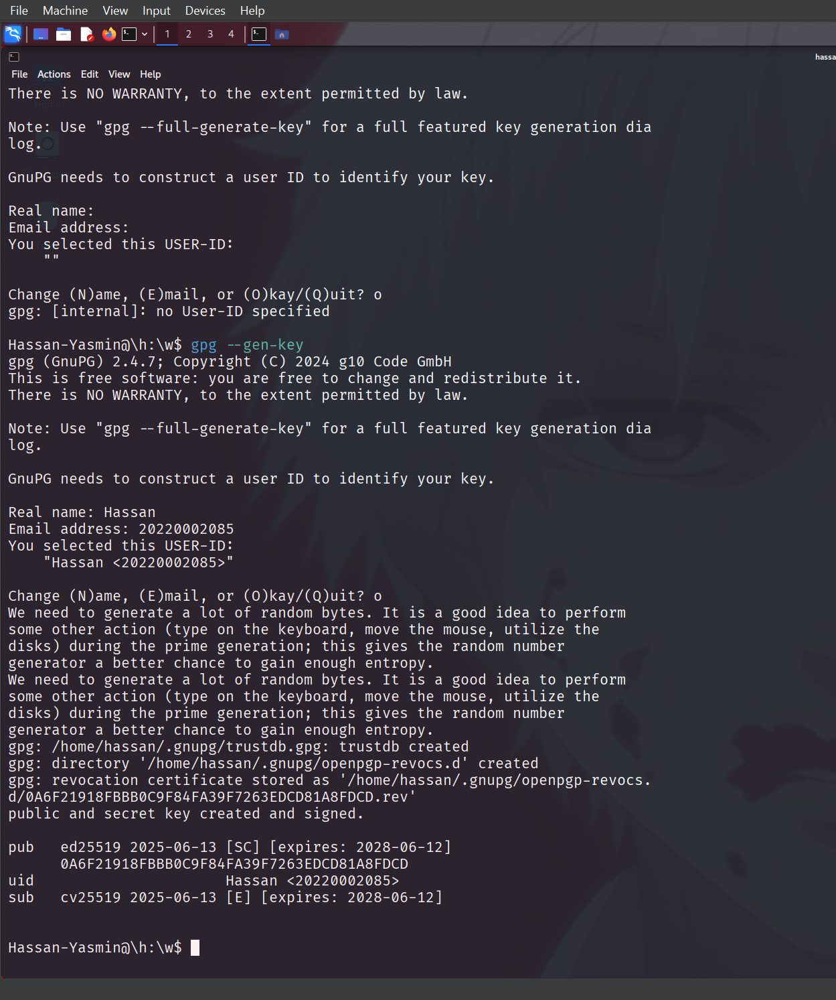 File Machine View Input Devices Help
1 2 3 4
hassa
File Actions Edit View Help
There is NO WARRANTY, to the extent permitted by law.
Home
Note: Use "gpg --full-generate-key" for a full featured key generation dia
log.
GnuPG needs to construct a user ID to identify your key.
Real name:
Email address:
You selected this USER-ID:
""
Change (N)ame, (E)mail, or (O)kay/(Q)uit? o
gpg: [internal]: no User-ID specified
Hassan-Yasmin@\h:\w$ gpg --gen-key
gpg (GnuPG) 2.4.7; Copyright (C) 2024 g10 Code GmbH
This is free software: you are free to change and redistribute it.
There is NO WARRANTY, to the extent permitted by law.
Note: Use "gpg --full-generate-key" for a full featured key generation dia
log.
GnuPG needs to construct a user ID to identify your key.
Real name: Hassan
Email address: 20220002085
You selected this USER-ID:
"Hassan <20220002085>"
Change (N)ame, (E)mail, or (O)kay/(Q)uit? o
We need to generate a lot of random bytes. It is a good idea to perform
some other action (type on the keyboard, move the mouse, utilize the
disks) during the prime generation; this gives the random number
generator a better chance to gain enough entropy.
We need to generate a lot of random bytes. It is a good idea to perform
some other action (type on the keyboard, move the mouse, utilize the
disks) during the prime generation; this gives the random number
generator a better chance to gain enough entropy.
gpg: /home/hassan/.gnupg/trustdb.gpg: trustdb created
gpg: directory '/home/hassan/.gnupg/openpgp-revocs.d' created
gpg: revocation certificate stored as '/home/hassan/.gnupg/openpgp-revocs.
d/0A6F21918FBBB0C9F84FA39F7263EDCD81A8FDCD.rev'
public and secret key created and signed.
pub ed25519 2025-06-13 [SC] [expires: 2028-06-12]
0A6F21918FBBB0C9F84FA39F7263EDCD81A8FDCD
uid Hassan <20220002085>
sub cv25519 2025-06-13 [E] [expires: 2028-06-12]
Hassan-Yasmin@\h:\w$